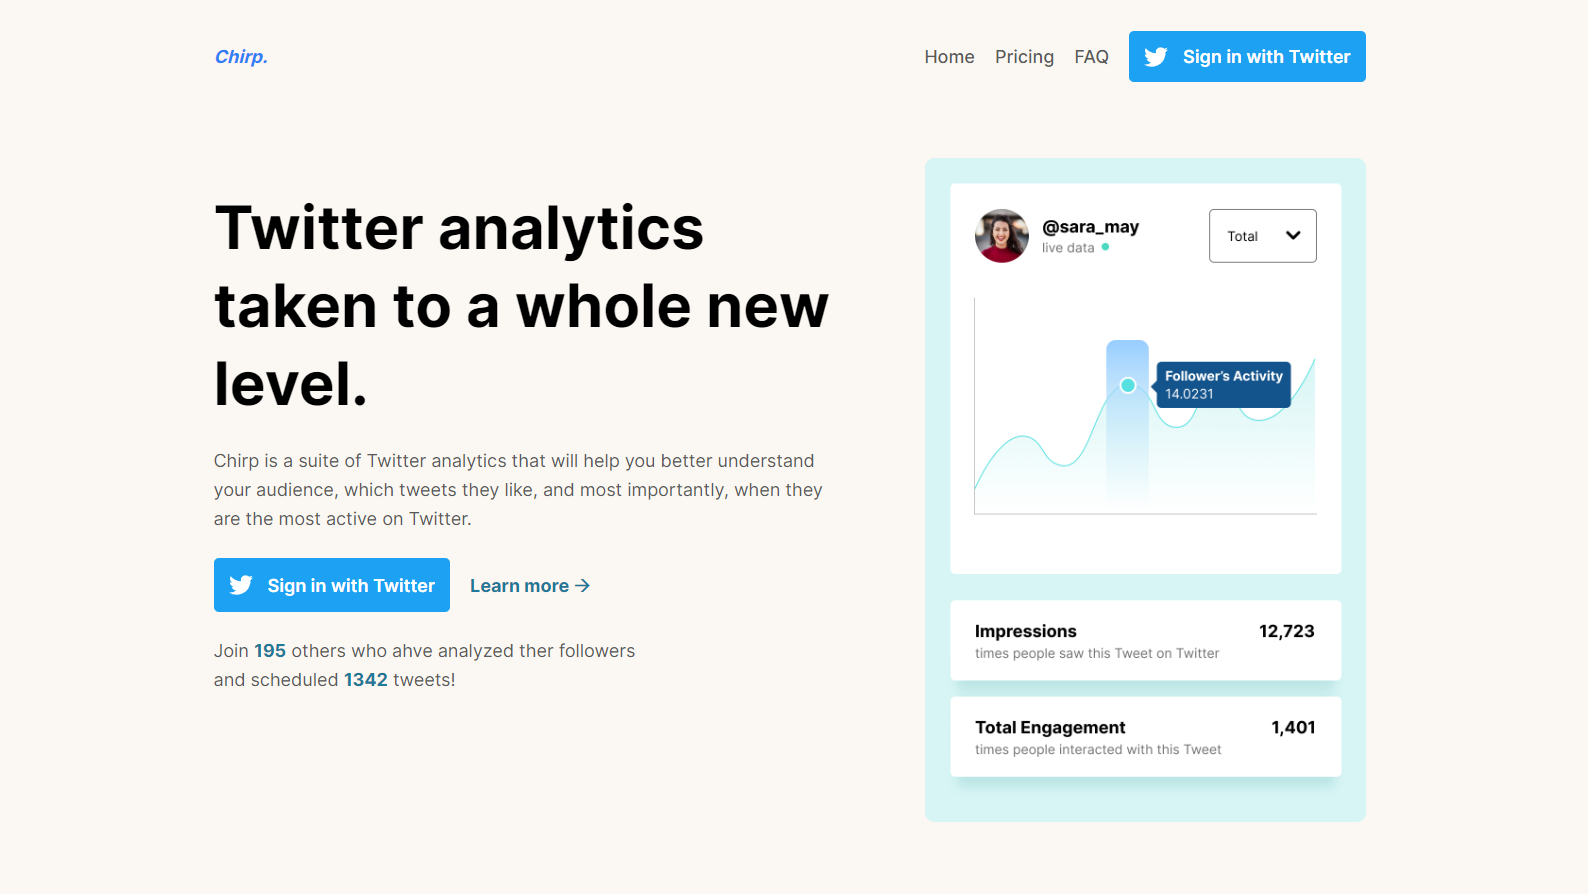 Chirp.
Home Pricing FAQ Sign in with Twitter
Twitter analytics
taken to a whole new
level.
Chirp is a suite of Twitter analytics that will help you better understand
your audience, which tweets they like, and most importantly, when they
are the most active on Twitter.
Sign in with Twitter Learn more →
Join 195 others who ahve analyzed ther followers
and scheduled 1342 tweets!
@sara_may
live data
Total
Follower's Activity
14.0231
Impressions 12,723
times people saw this Tweet on Twitter
Total Engagement 1,401
times people interacted with this Tweet